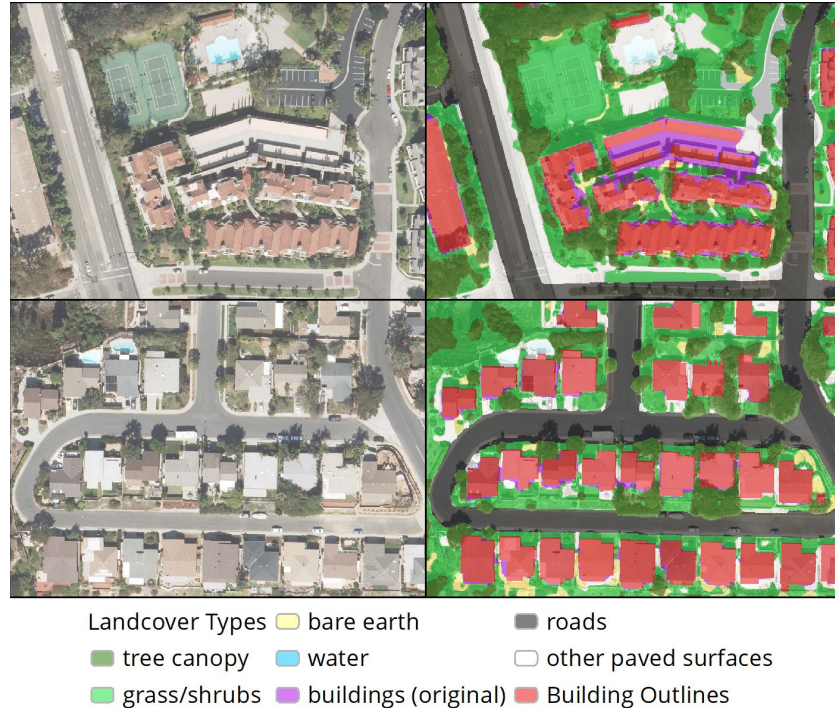 Landcover Types
bare earth
roads
tree canopy
water
other paved surfaces
grass/shrubs
buildings (original)
Building Outlines